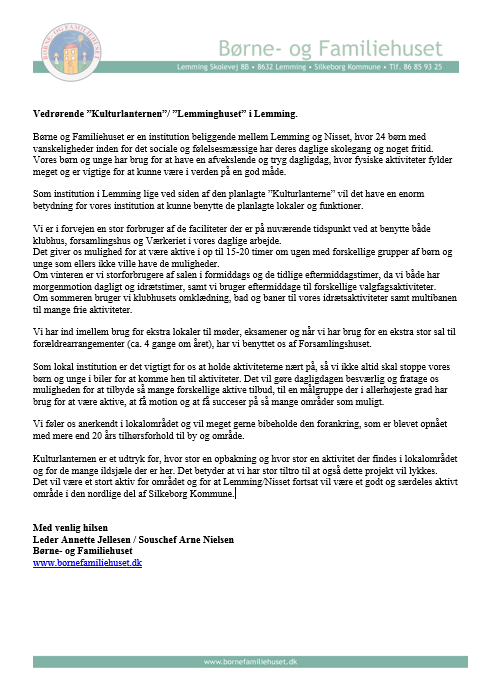 BØRNE- OG FAMILIEHUSET
Børne- og Familiehuset
Lemming Skolevej 8B • 8632 Lemming • Silkeborg Kommune • Tlf. 86 85 93 25
Vedrørende ”Kulturlanternen”/ ”Lemminghuset” i Lemming.
Børne og Familiehuset er en institution beliggende mellem Lemming og Nisset, hvor 24 børn med
vanskeligheder inden for det sociale og følelsesmæssige har deres daglige skolegang og noget fritid.
Vores børn og unge har brug for at have en afvekslende og tryg dagligdag, hvor fysiske aktiviteter fylder
meget og er vigtige for at kunne være i verden på en god måde.
Som institution i Lemming lige ved siden af den planlagte ”Kulturlanterne” vil det have en enorm
betydning for vores institution at kunne benytte de planlagte lokaler og funktioner.
Vi er i forvejen en stor forbruger af de faciliteter der er på nuværende tidspunkt ved at benytte både
klubhus, forsamlingshus og Værkeriet i vores daglige arbejde.
Det giver os mulighed for at være aktive i op til 15-20 timer om ugen med forskellige grupper af børn og
unge som ellers ikke ville have de muligheder.
Om vinteren er vi storforbrugere af salen i formiddags og de tidlige eftermiddagstimer, da vi både har
morgenmotion dagligt og idrætstimer, samt vi bruger eftermiddage til forskellige valgfagsaktiviteter.
Om sommeren bruger vi klubhusets omklædning, bad og baner til vores idrætsaktiviteter samt multibanen
til mange frie aktiviteter.
Vi har ind imellem brug for ekstra lokaler til møder, eksamener og når vi har brug for en ekstra stor sal til
forældrearrangementer (ca. 4 gange om året), har vi benyttet os af Forsamlingshuset.
Som lokal institution er det vigtigt for os at holde aktiviteterne nært på, så vi ikke altid skal stoppe vores
børn og unge i biler for at komme hen til aktiviteter. Det vil gøre dagligdagen besværlig og fratage os
muligheden for at tilbyde så mange forskellige aktive tilbud, til en målgruppe der i allerhøjeste grad har
brug for at være aktive, at få motion og at få succeser på så mange områder som muligt.
Vi føler os anerkendt i lokalområdet og vil meget gerne bibeholde den forankring, som er blevet opnået
med mere end 20 års tilhørsforhold til by og område.
Kulturlanternen er et udtryk for, hvor stor en opbakning og hvor stor en aktivitet der findes i lokalområdet
og for de mange ildsjæle der er her. Det betyder at vi har stor tiltro til at også dette projekt vil lykkes.
Det vil være et stort aktiv for området og for at Lemming/Nisset fortsat vil være et godt og særdeles aktivt
område i den nordlige del af Silkeborg Kommune.
Med venlig hilsen
Leder Annette Jellesen / Souschef Arne Nielsen
Børne- og Familiehuset
www.bornefamiliehuset.dk
www.bornefamiliehuset.dk